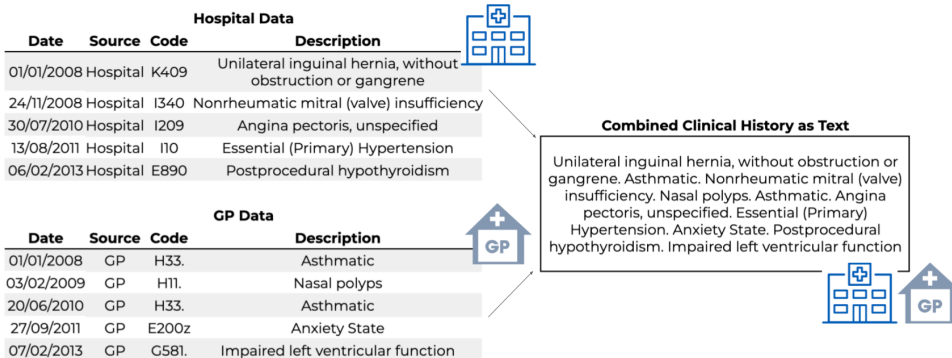 Hospital Data
Date Source Code Description
01/01/2008 Hospital K409 Unilateral inguinal hernia, without obstruction or gangrene
24/11/2008 Hospital I340 Nonrheumatic mitral (valve) insufficiency
30/07/2010 Hospital I209 Angina pectoris, unspecified
13/08/2011 Hospital I10 Essential (Primary) Hypertension
06/02/2013 Hospital E890 Postprocedural hypothyroidism
GP Data
Date Source Code Description
01/01/2008 GP H33. Asthmatic
03/02/2009 GP H11. Nasal polyps
20/06/2010 GP H33. Asthmatic
27/09/2011 GP E200z Anxiety State
07/02/2013 GP G581. Impaired left ventricular function
GP
Combined Clinical History as Text
Unilateral inguinal hernia, without obstruction or
gangrene. Asthmatic. Nonrheumatic mitral (valve)
insufficiency. Nasal polyps. Asthmatic. Angina
pectoris, unspecified. Essential (Primary)
Hypertension. Anxiety State. Postprocedural
hypothyroidism. Impaired left ventricular function
GP